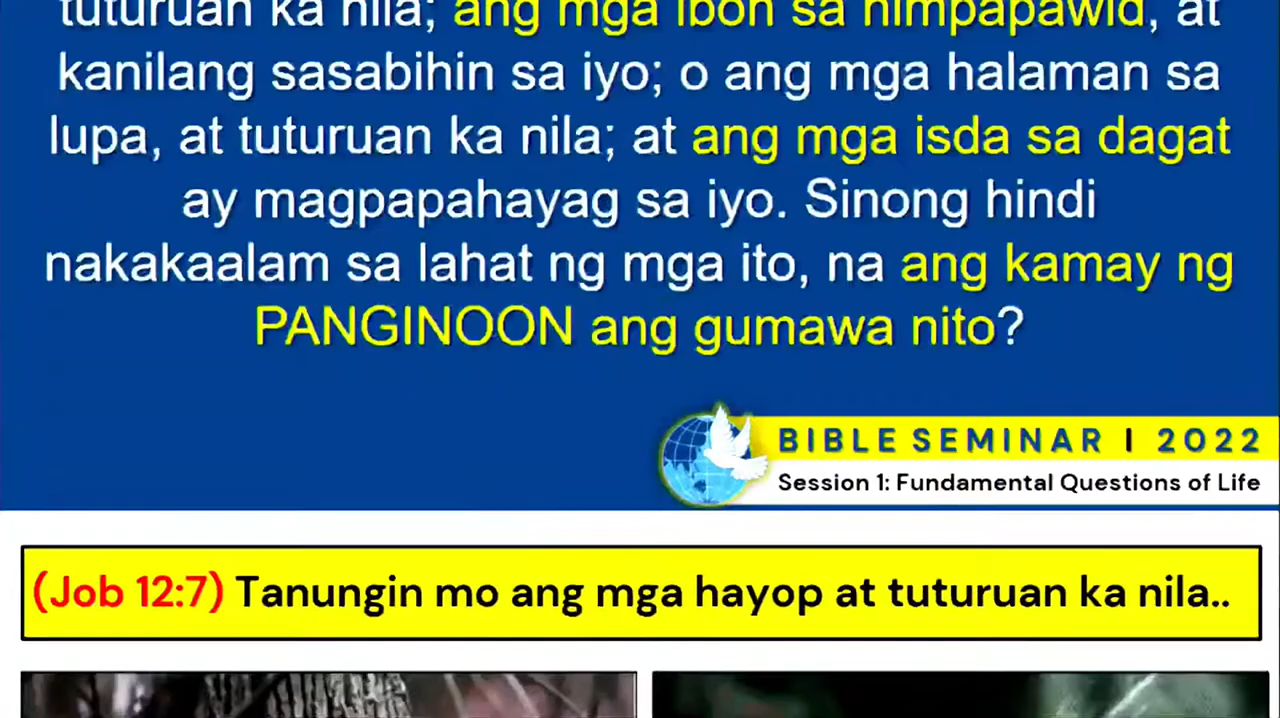 tuturuan ka nila; ang mga ibon sa himpapawid, at
kanilang sasabihin sa iyo; o ang mga halaman sa
lupa, at tuturuan ka nila; at ang mga isda sa dagat
ay magpapahayag sa iyo. Sinong hindi
nakakaalam sa lahat ng mga ito, na ang kamay ng
PANGINOON ang gumawa nito?
BIBLE SEMINAR | 2022
Session 1: Fundamental Questions of Life
(Job 12:7) Tanungin mo ang mga hayop at tuturuan ka nila..